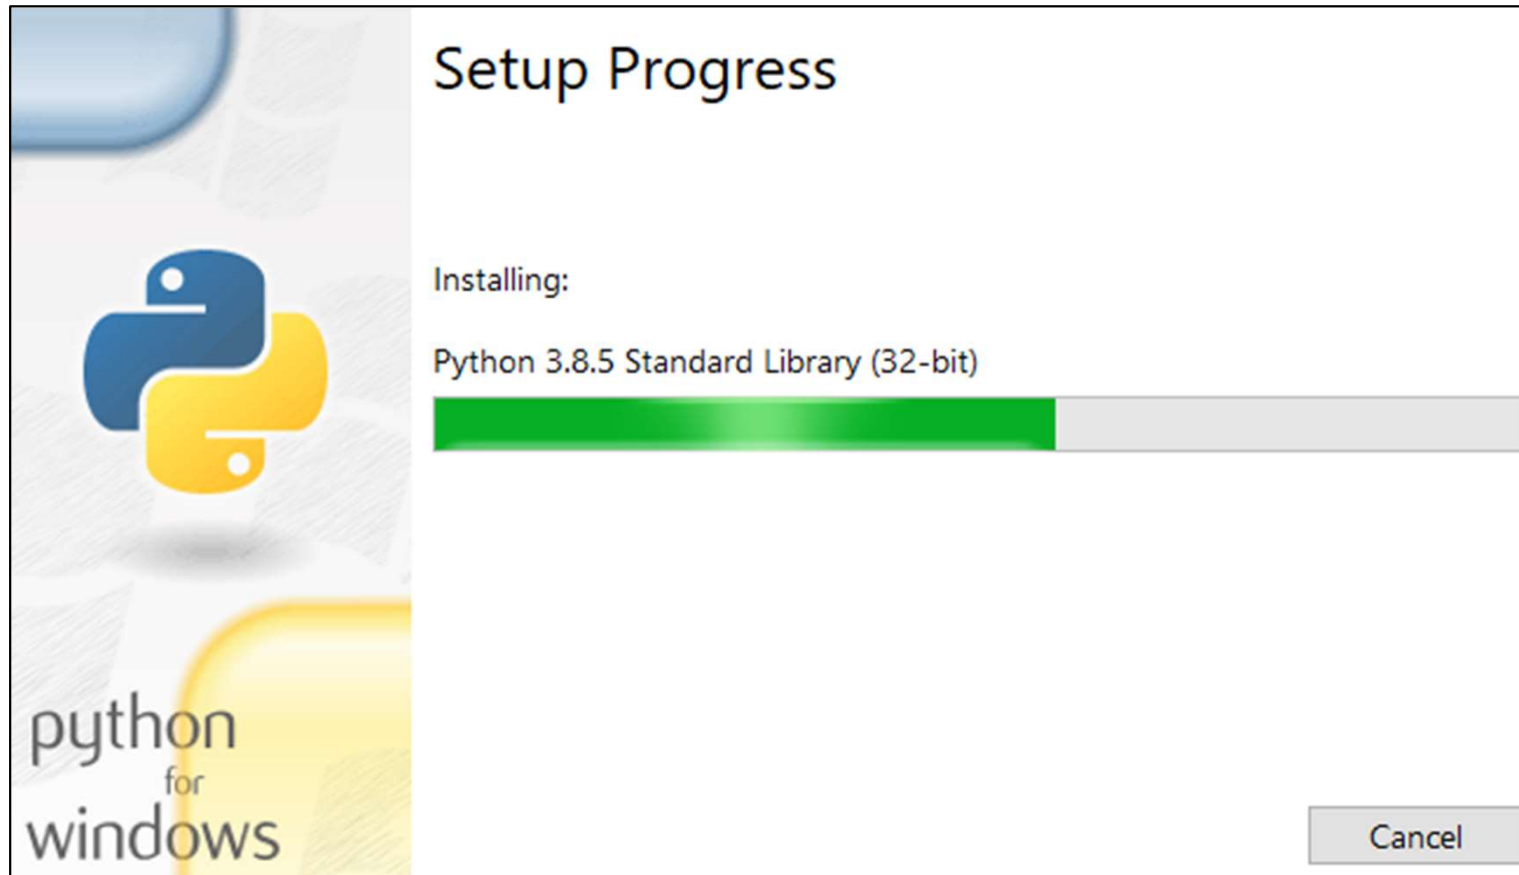 Setup Progress
Installing:
Python 3.8.5 Standard Library (32-bit)
python
for
windows
Cancel